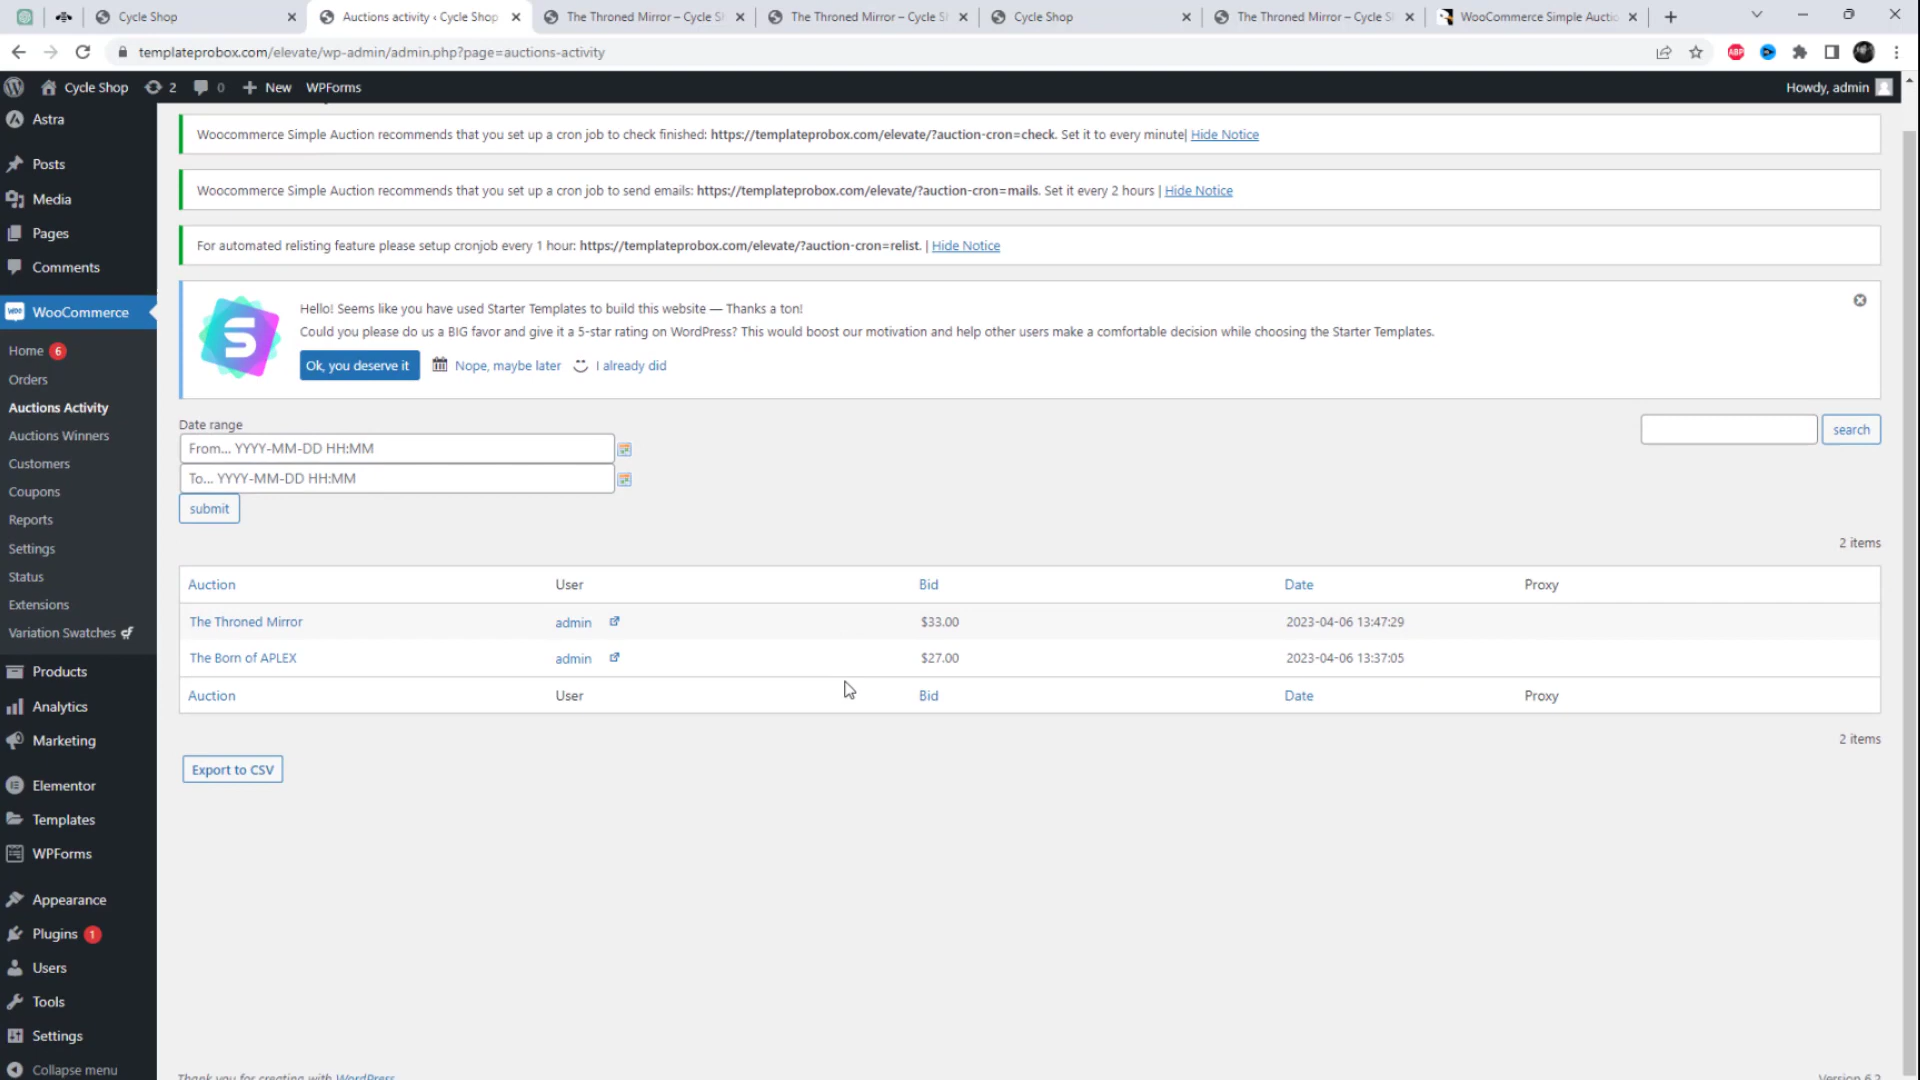 Cycle Shop
Auctions activity ‹ Cycle Shop
The Throned Mirror – Cycle S
The Throned Mirror – Cycle S
Cycle Shop
The Throned Mirror – Cycle S
WooCommerce Simple Auctio
templateprobox.com/elevate/wp-admin/admin.php?page=auctions-activity
ABP
Cycle Shop
2
0
New
WPForms
Howdy, admin
Astra
Posts
Media
Pages
Comments
WooCommerce
Home 6
Orders
Auctions Activity
Auctions Winners
Customers
Coupons
Reports
Settings
Status
Extensions
Variation Swatches
Products
Analytics
Marketing
Elementor
Templates
WPForms
Appearance
Plugins 1
Users
Tools
Settings
Collapse menu
Woocommerce Simple Auction recommends that you set up a cron job to check finished: https://templateprobox.com/elevate/?auction-cron=check. Set it to every minute| Hide Notice
Woocommerce Simple Auction recommends that you set up a cron job to send emails: https://templateprobox.com/elevate/?auction-cron=mails. Set it every 2 hours | Hide Notice
For automated relisting feature please setup cronjob every 1 hour: https://templateprobox.com/elevate/?auction-cron=relist. | Hide Notice
S
Hello! Seems like you have used Starter Templates to build this website — Thanks a ton!
Could you please do us a BIG favor and give it a 5-star rating on WordPress? This would boost our motivation and help other users make a comfortable decision while choosing the Starter Templates.
Ok, you deserve it
Nope, maybe later
I already did
Date range
From... YYYY-MM-DD HH:MM
To... YYYY-MM-DD HH:MM
submit
search
2 items
Auction User Bid Date Proxy
The Throned Mirror admin $33.00 2023-04-06 13:47:29
The Born of APLEX admin $27.00 2023-04-06 13:37:05
Auction User Bid Date Proxy
2 items
Export to CSV
Thank you for creating with WordPress
Version 6.2